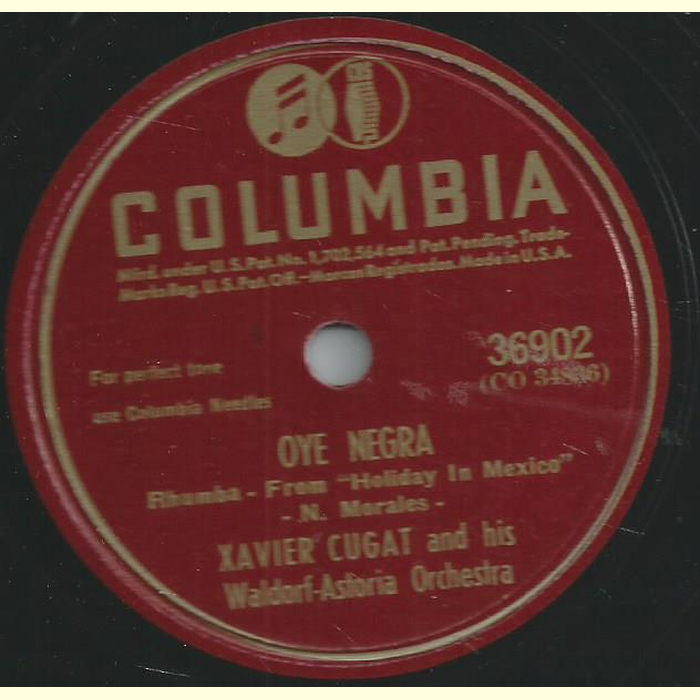 COLUMBIA
Mfd. under U.S. Pat. No. 1,702,564 and Pat. Pending. Trade-
Marks Reg. U.S. Pat. Off. - Marcas Registradas. Made in U.S.A.
For perfect tone
use Columbia Needles
36902
(CO
OYE NEGRA
Rhumba - From "Holiday In Mexico"
- N. Morales -
XAVIER CUGAT and his
Waldorf-Astoria Orchestra